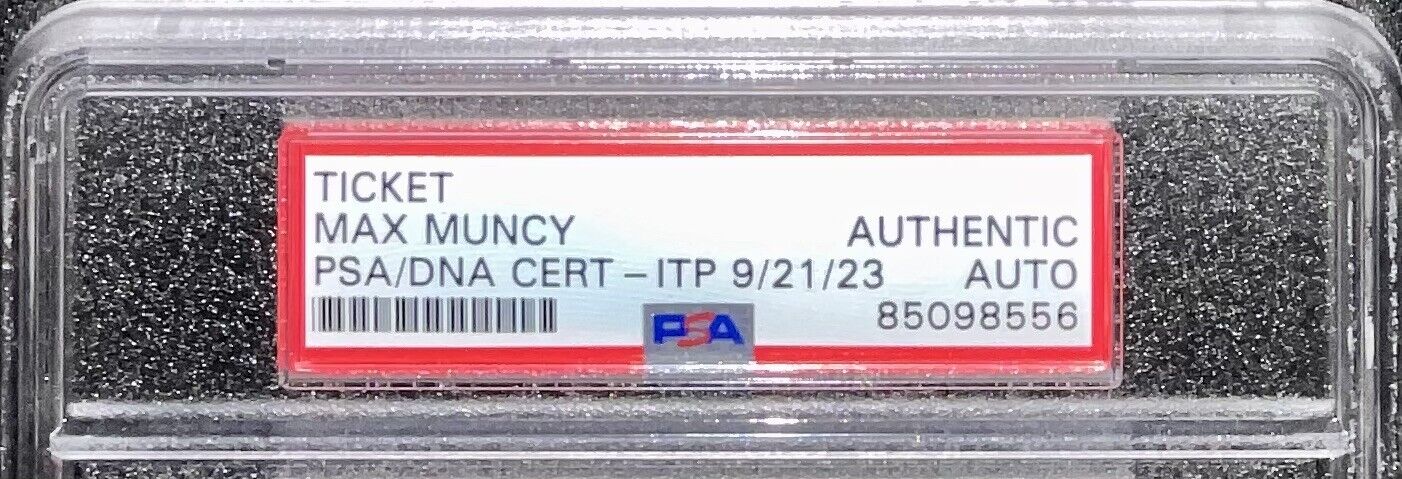 TICKET
MAX MUNCY AUTHENTIC
PSA/DNA CERT – ITP 9/21/23 AUTO
85098556
PSA